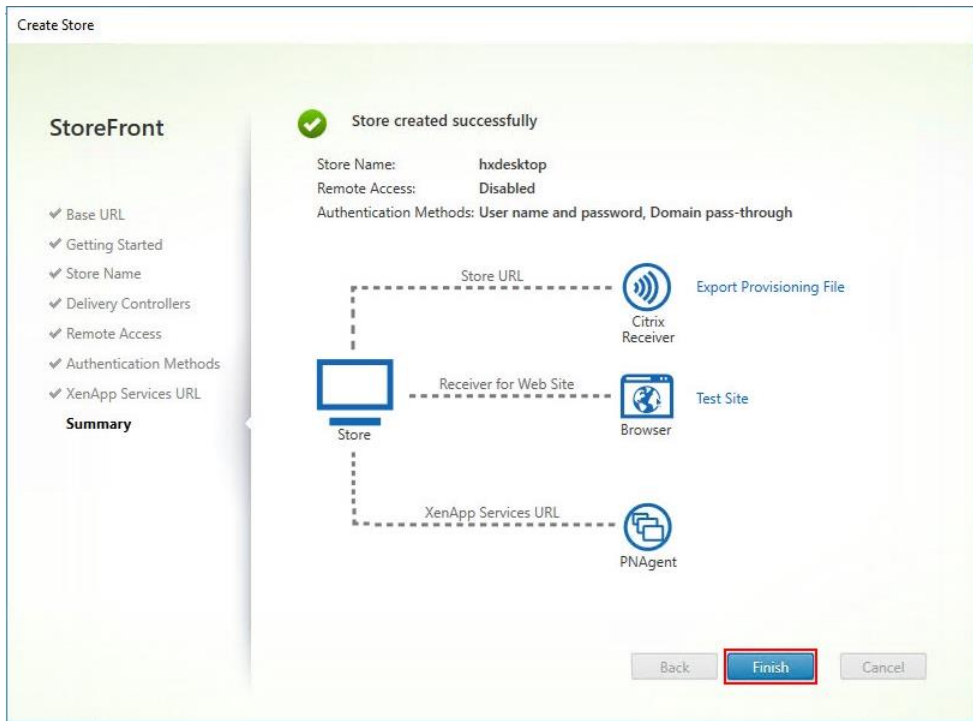 Create Store
StoreFront
✔ Base URL
✔ Getting Started
✔ Store Name
✔ Delivery Controllers
✔ Remote Access
✔ Authentication Methods
✔ XenApp Services URL
Summary
Store created successfully
Store Name: hxdesktop
Remote Access: Disabled
Authentication Methods: User name and password, Domain pass-through
Store URL
Citrix
Receiver
Export Provisioning File
Store
Receiver for Web Site
Browser
Test Site
XenApp Services URL
PNAgent
Back
Finish
Cancel